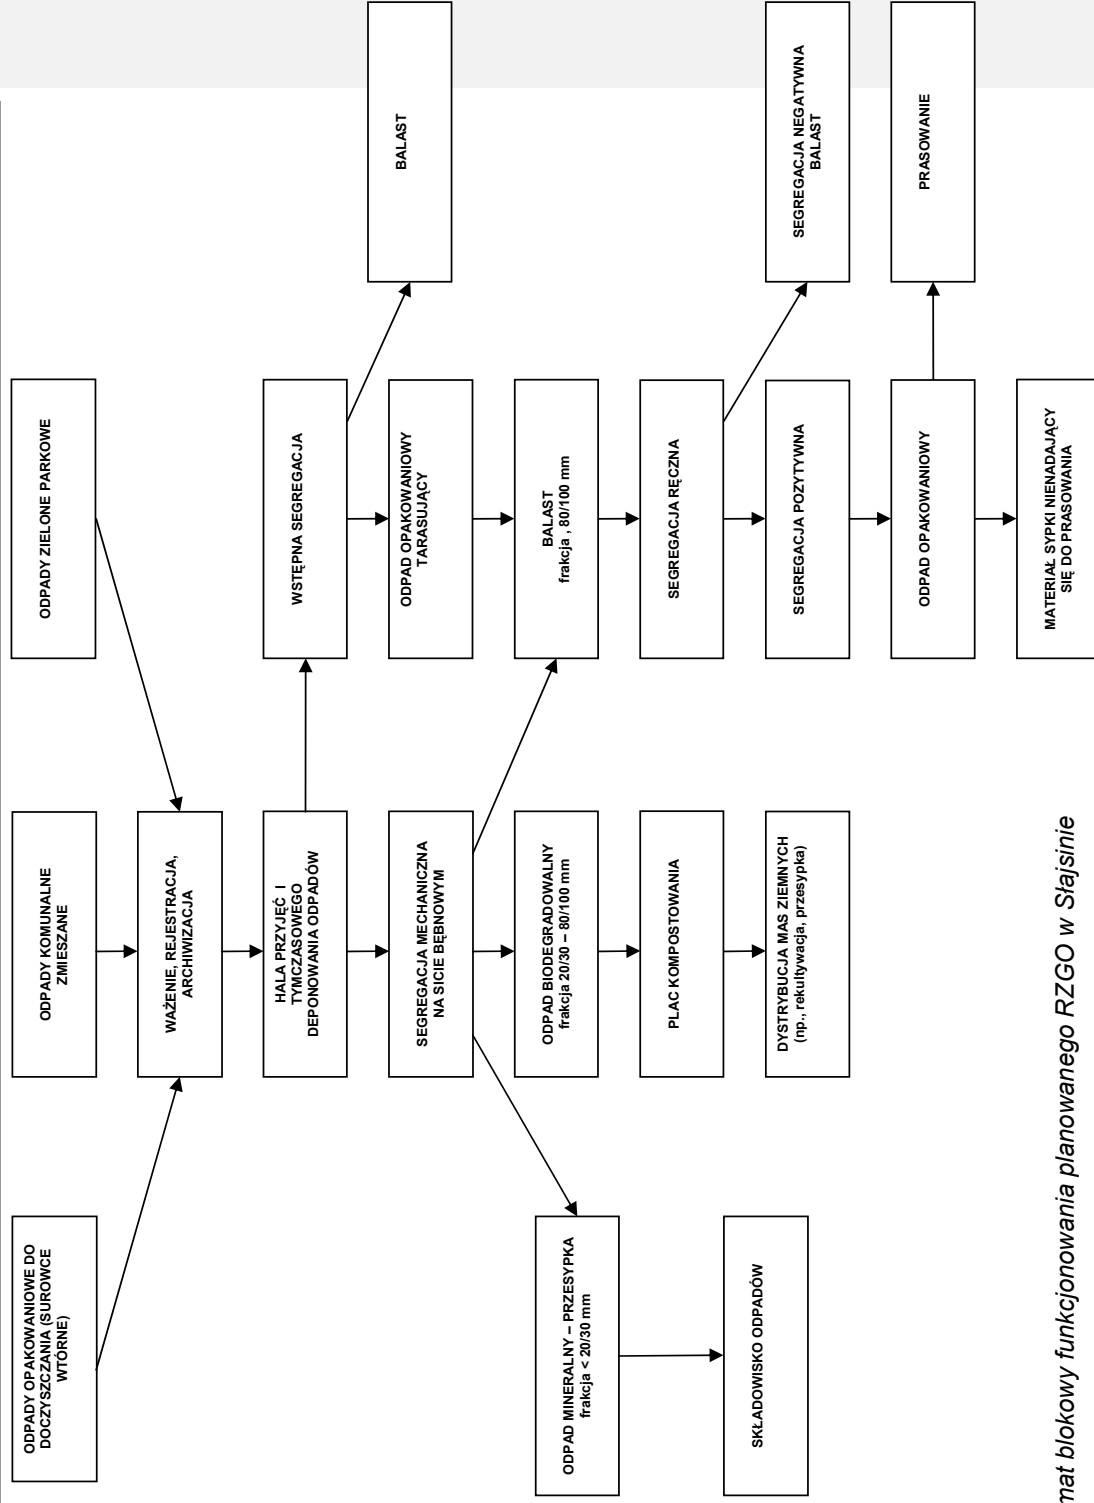 ODPADY OPAKOWANIOWE DO
DOCZYSZCZANIA (SUROWCE
WTÓRNE)
ODPADY KOMUNALNE
ZMIESZANE
ODPADY ZIELONE PARKOWE
WAŻENIE, REJESTRACJA,
ARCHIWIZACJA
HALA PRZYJĘĆ I
TYMCZASOWEGO
DEPONOWANIA ODPADÓW
WSTĘPNA SEGREGACJA
BALAST
SEGREGACJA MECHANICZNA
NA SICIE BĘBNOWYM
ODPAD OPAKOWANIOWY
TARASUJĄCY
ODPAD MINERALNY – PRZESYPKA
frakcja < 20/30 mm
ODPAD BIODEGRADOWALNY
frakcja 20/30 – 80/100 mm
BALAST
frakcja , 80/100 mm
SKŁADOWISKO ODPADÓW
PLAC KOMPOSTOWANIA
SEGREGACJA RĘCZNA
DYSTRYBUCJA MAS ZIEMNYCH
(np., rekultywacja, przesypka)
SEGREGACJA POZYTYWNA
SEGREGACJA NEGATYWNA
BALAST
ODPAD OPAKOWANIOWY
PRASOWANIE
MATERIAŁ SYPKI NIENADAJĄCY
SIĘ DO PRASOWANIA
mat blokowy funkcjonowania planowanego RZGO w Słajsinie